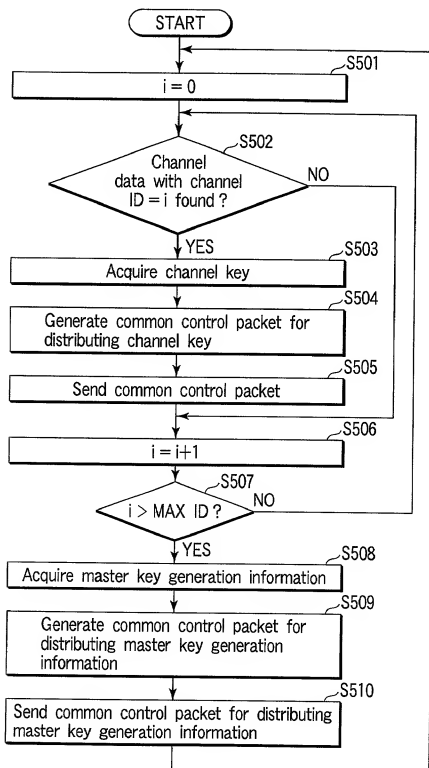 START
S501
i=0
S502
Channel
data with channel
ID=i found?
NO
YES
S503
Acquire channel key
S504
Generate common control packet for
distributing channel key
S505
Send common control packet
S506
i=i+1
S507
i > MAX ID?
NO
YES
S508
Acquire master key generation information
S509
Generate common control packet for
distributing master key generation
information
S510
Send common control packet for distributing
master key generation information